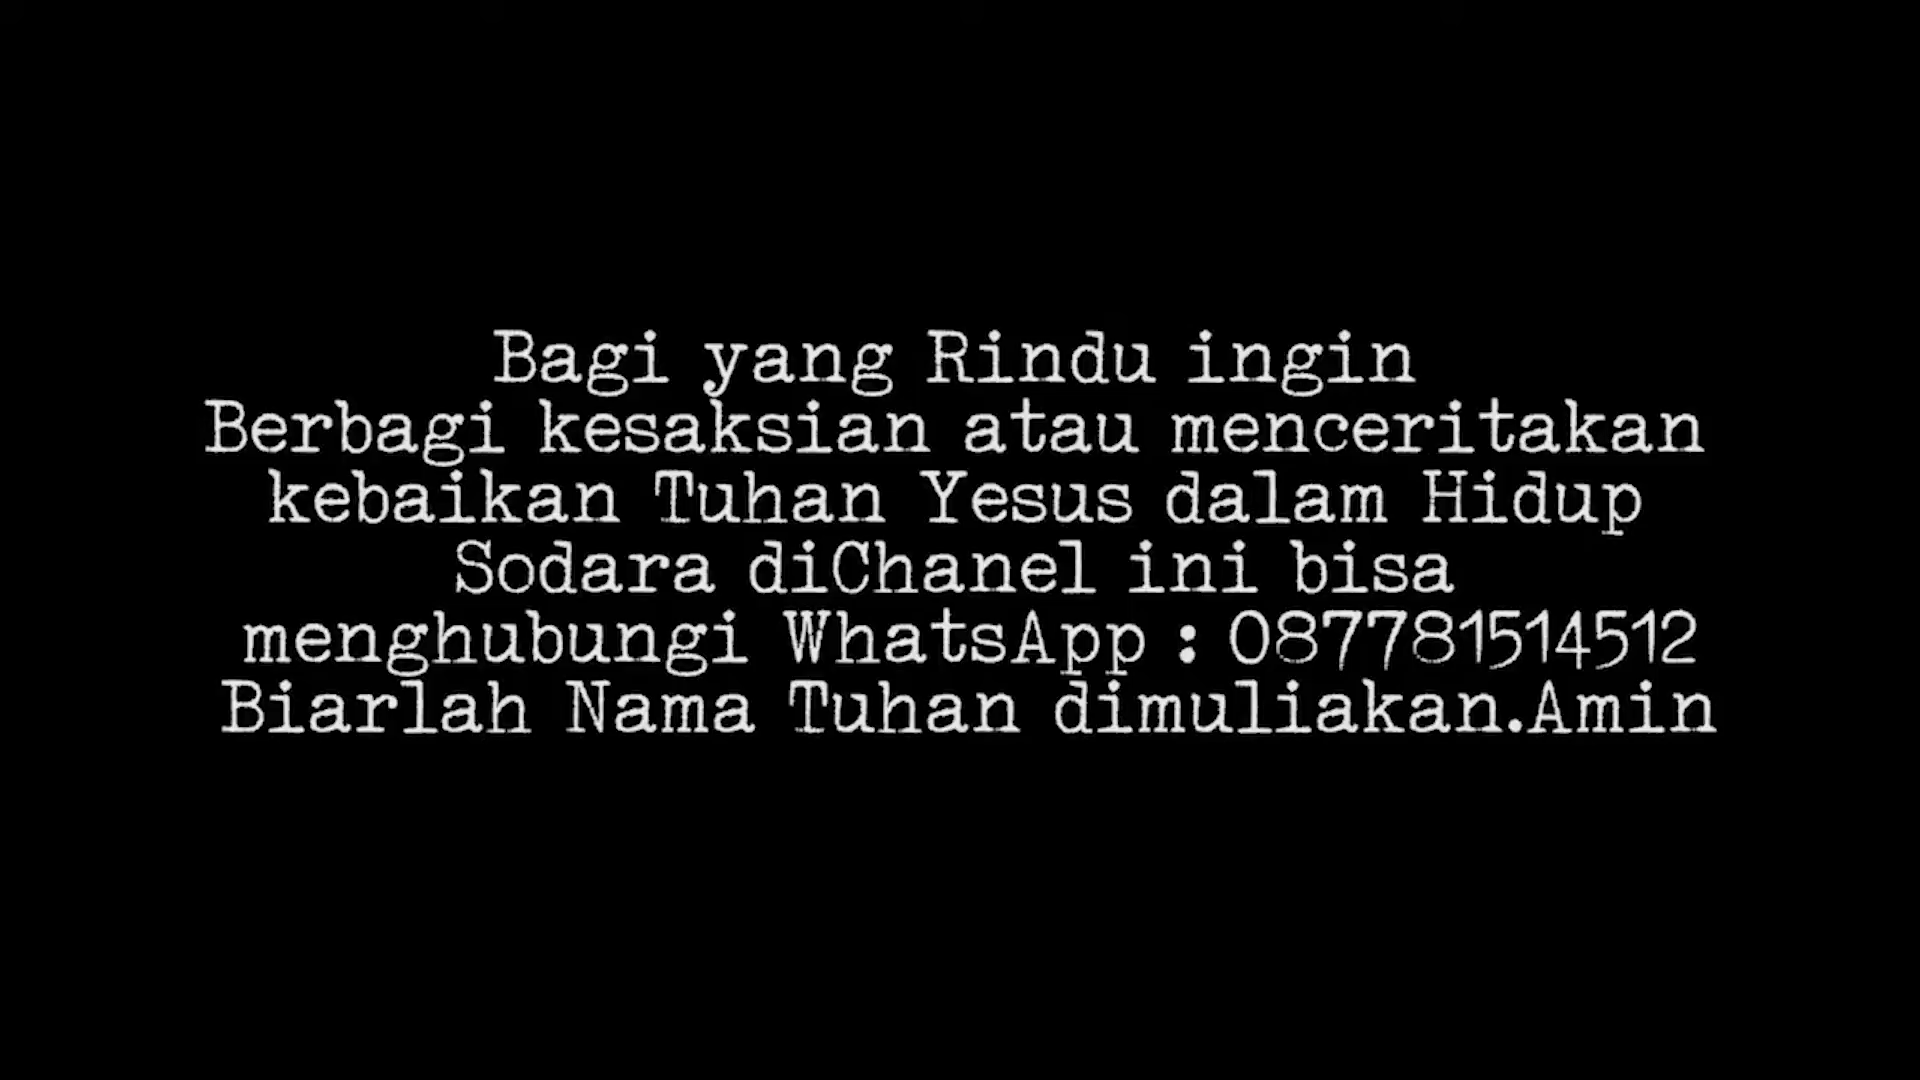 Bagi yang Rindu ingin
Berbagi kesaksian atau menceritakan
kebaikan Tuhan Yesus dalam Hidup
Sodara diChanel ini bisa
menghubungi WhatsApp : 087781514512
Biarlah Nama Tuhan dimuliakan.Amin